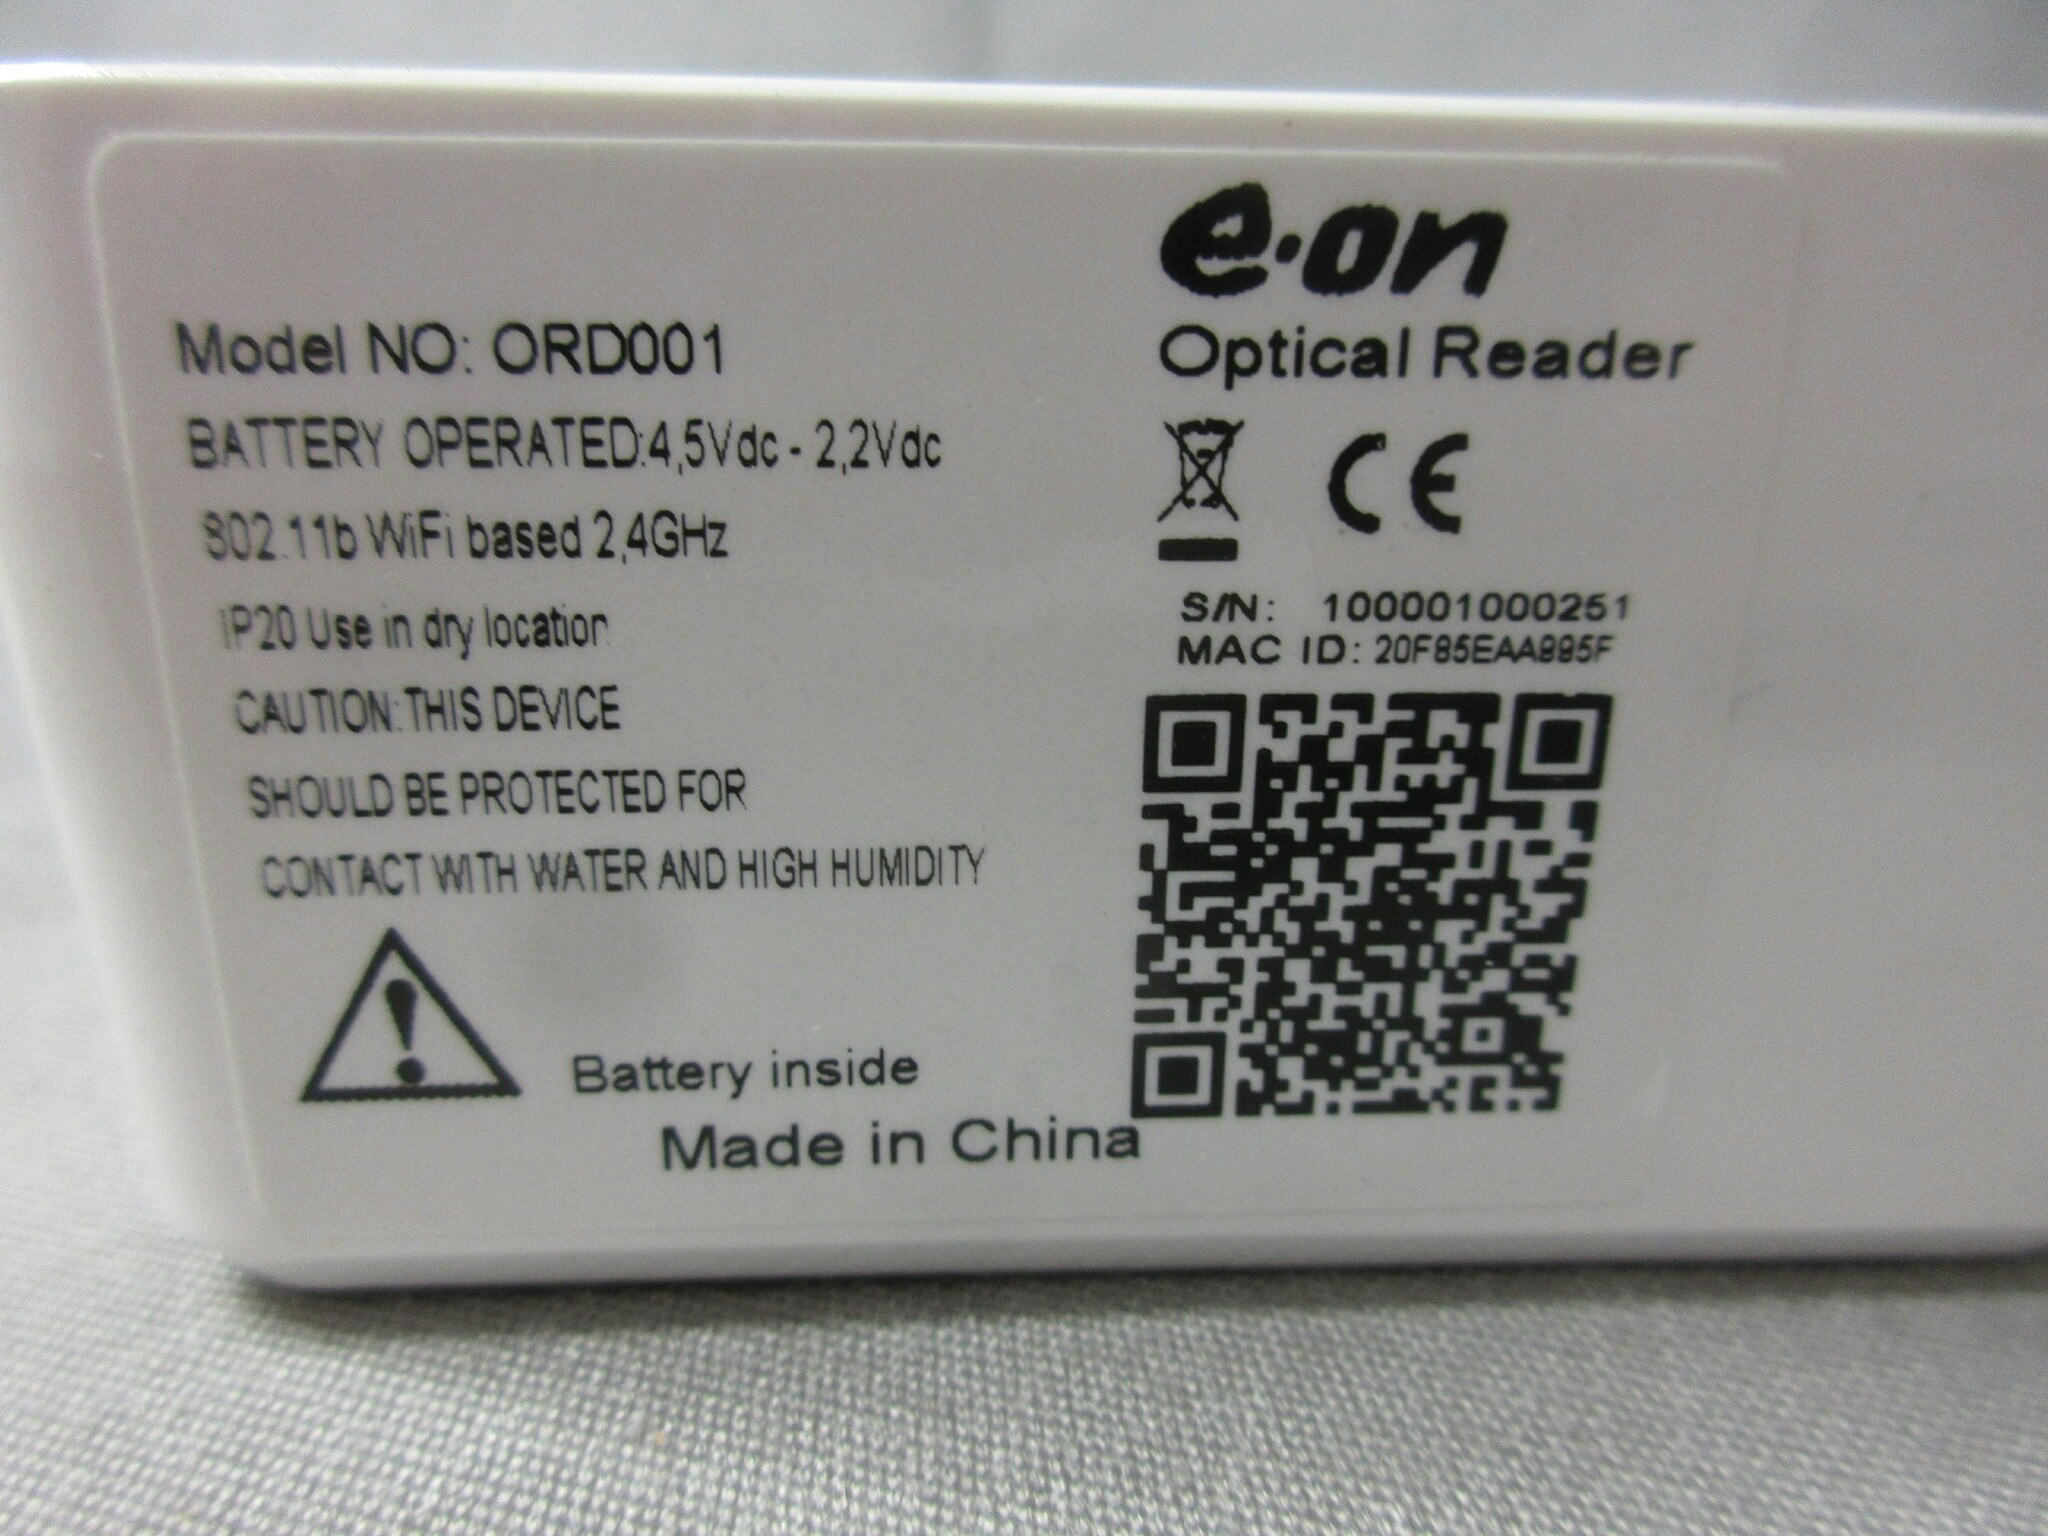 e·on
Optical Reader
Model NO: ORD001
BATTERY OPERATED:4,5Vdc - 2,2Vdc
802.11b WiFi based 2,4GHz
IP20 Use in dry location
CAUTION:THIS DEVICE
SHOULD BE PROTECTED FOR
CONTACT WITH WATER AND HIGH HUMIDITY
CE
S/N: 100001000251
MAC ID:
Battery inside
Made in China